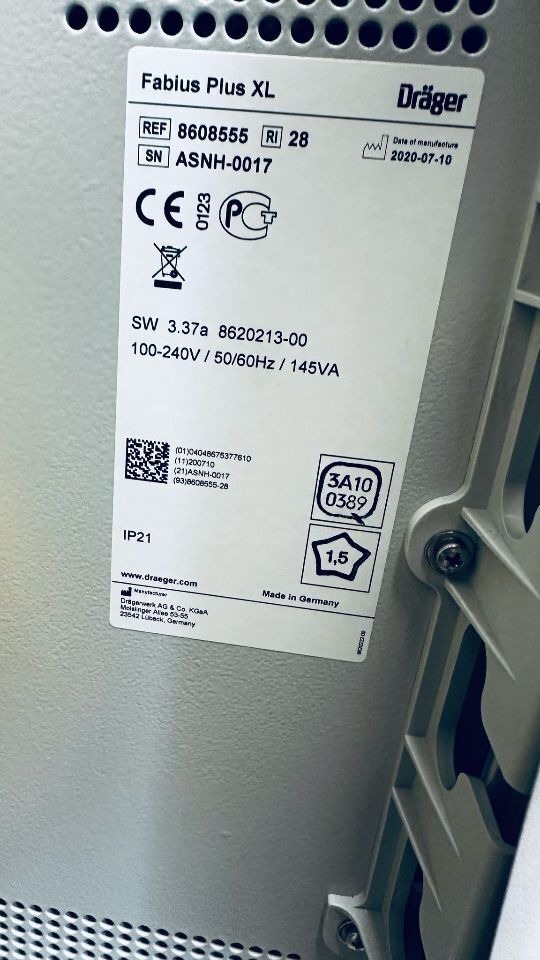 Fabius Plus XL
Dräger
REF 8608555 RI 28
Date of manufacture
2020-07-10
SN ASNH-0017
CE 0123
SW 3.37a 8620213-00
100-240V / 50/60Hz / 145VA
(01)04048675377610
(11)200710
(21)ASNH-0017
(93)8608555-28
3A10
0389
IP21
1,5
www.draeger.com
Made in Germany
Manufacturer
Drägerwerk AG & Co. KGaA
Moislinger Allee 53-55
23542 Lübeck, Germany